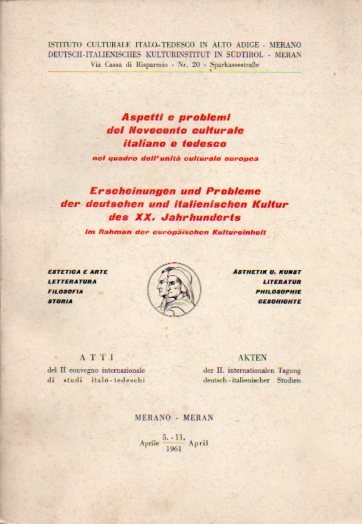 ISTITUTO CULTURALE ITALO-TEDESCO IN ALTO ADIGE - MERANO
DEUTSCH-ITALIENISCHES KULTURINSTITUT IN SÜDTIROL - MERAN
Via Cassa di Risparmio - Nr. 20 - Sparkassestraße
Aspetti e problemi
del Novecento culturale
italiano e tedesco
nel quadro dell'unità culturale europea
Erscheinungen und Probleme
der deutschen und italienischen Kultur
des XX. Jahrhunderts
im Rahmen der europäischen Kultureinheit
ESTETICA E ARTE
LETTERATURA
FILOSOFIA
STORIA
ÄSTHETIK U. KUNST
LITERATUR
PHILOSOPHIE
GESCHICHTE
ATTI
del II convegno internazionale
di studi italo-tedeschi
AKTEN
der II. internationalen Tagung
deutsch-italienischer Studien
MERANO - MERAN
Aprile 5. - 11. April
1961